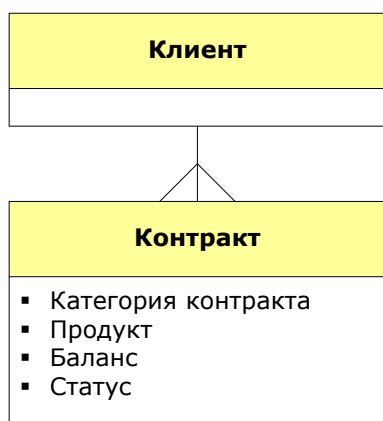 Клиент
Контракт
▪ Категория контракта
▪ Продукт
▪ Баланс
▪ Статус